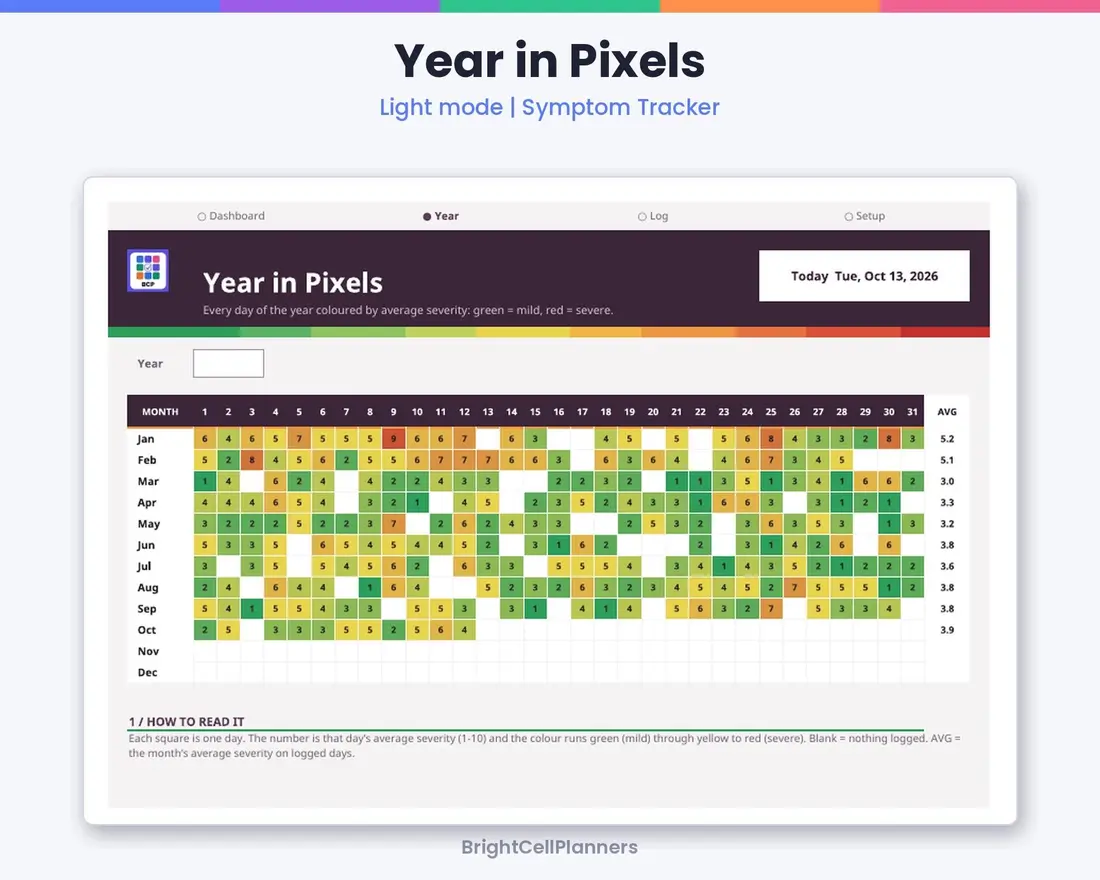 Year in Pixels
Light mode | Symptom Tracker
Dashboard Year Log Setup
BCP
Year in Pixels
Every day of the year coloured by average severity: green = mild, red = severe.
Today Tue, Oct 13, 2026
Year
MONTH 1 2 3 4 5 6 7 8 9 10 11 12 13 14 15 16 17 18 19 20 21 22 23 24 25 26 27 28 29 30 31 AVG
Jan 6 4 6 5 7 5 5 5 9 6 6 7 6 3 4 5 5 5 6 8 4 3 3 2 8 3 5.2
Feb 5 2 8 4 5 6 2 5 5 6 7 7 7 6 6 3 6 3 6 4 4 6 7 3 4 5 5.1
Mar 1 4 6 2 4 4 2 2 4 3 3 2 2 3 2 1 1 3 5 1 3 4 1 6 6 2 3.0
Apr 4 4 4 6 5 4 3 2 1 4 5 2 3 5 2 4 3 3 1 6 6 3 3 1 2 1 3.3
May 3 2 2 2 5 2 2 3 7 2 6 2 4 3 3 2 5 3 2 3 6 3 5 3 1 3 3.2
Jun 5 3 3 5 6 5 4 5 4 4 5 2 3 1 6 2 2 3 1 4 2 6 6 3.8
Jul 3 3 5 5 4 5 6 2 6 3 3 5 5 5 4 3 4 1 4 3 5 2 1 2 2 2 3.6
Aug 2 4 6 4 4 1 6 4 5 2 3 2 6 3 2 3 4 5 4 5 2 7 5 5 5 1 2 3.8
Sep 5 4 1 5 5 4 3 3 5 5 3 3 1 4 1 4 5 6 3 2 7 5 3 3 4 3.8
Oct 2 5 3 3 3 5 5 2 5 6 4 3.9
Nov
Dec
1 / HOW TO READ IT
Each square is one day. The number is that day's average severity (1-10) and the colour runs green (mild) through yellow to red (severe). Blank = nothing logged. AVG =
the month's average severity on logged days.
BrightCellPlanners